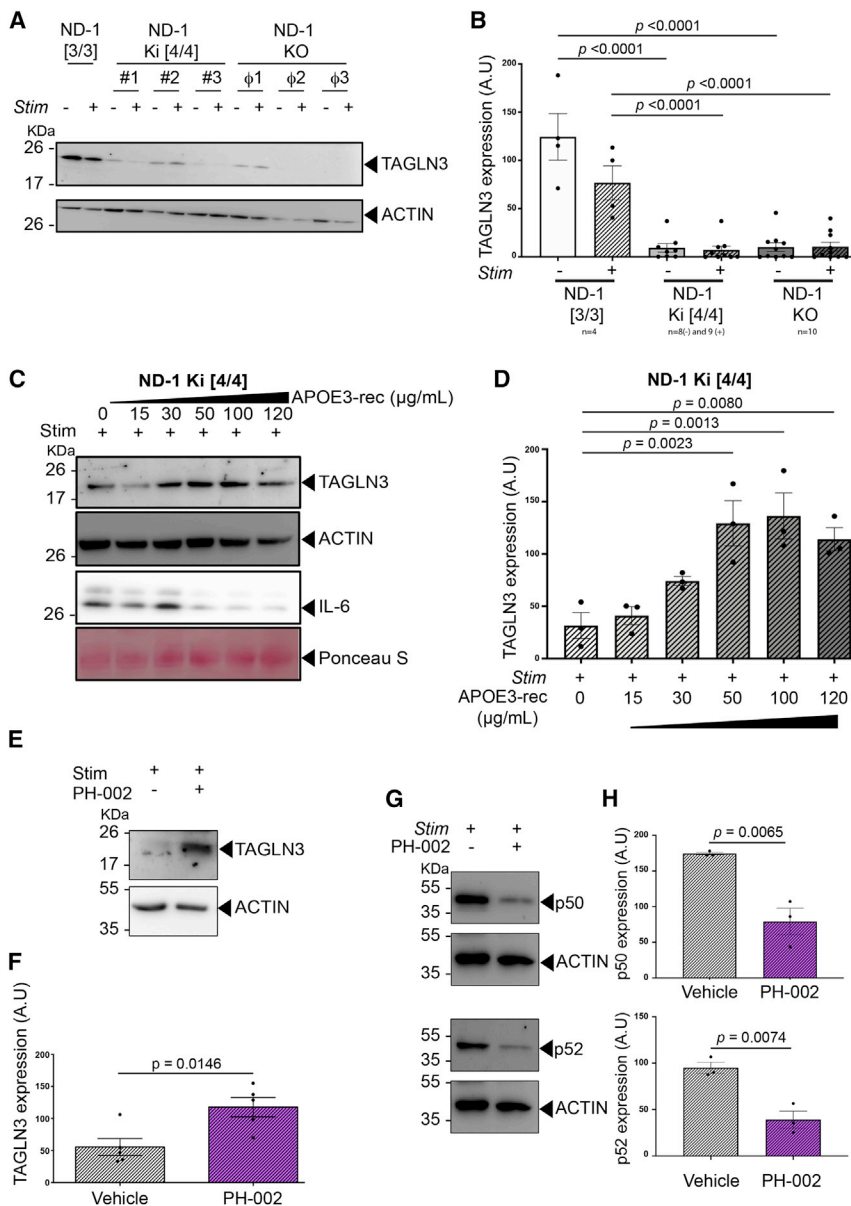 A
ND-1
[3/3]
ND-1
Ki [4/4]
ND-1
KO
#1 #2 #3 ϕ1 ϕ2 ϕ3
Stim - + - + - + - + - + - + - +
KDa
26 -
17 -
TAGLN3
26 -
ACTIN
B
p <0.0001
p <0.0001
p <0.0001
p <0.0001
TAGLN3 expression (A.U)
200
150
100
50
0
Stim - + - + - +
ND-1
[3/3]
n=4
ND-1
Ki [4/4]
n=8(-) and 9 (+)
ND-1
KO
n=10
C
ND-1 Ki [4/4]
APOE3-rec (µg/mL)
0 15 30 50 100 120
Stim + + + + + +
KDa
26 -
17 -
TAGLN3
26 -
ACTIN
26 -
IL-6
Ponceau S
D
ND-1 Ki [4/4]
p = 0.0080
p = 0.0013
p = 0.0023
TAGLN3 expression (A.U)
200
150
100
50
0
Stim + + + + + +
APOE3-rec 0 15 30 50 100 120
(µg/mL)
E
Stim + +
PH-002 - +
KDa
26 -
17 -
TAGLN3
55 -
35 -
ACTIN
F
TAGLN3 expression (A.U)
p = 0.0146
200
150
100
50
0
Vehicle PH-002
G
Stim + +
PH-002 - +
KDa
55 -
35 -
p50
55 -
35 -
ACTIN
55 -
35 -
p52
55 -
35 -
ACTIN
H
p50 expression (A.U)
p = 0.0065
200
150
100
50
0
Vehicle PH-002
p52 expression (A.U)
p = 0.0074
150
100
50
0
Vehicle PH-002